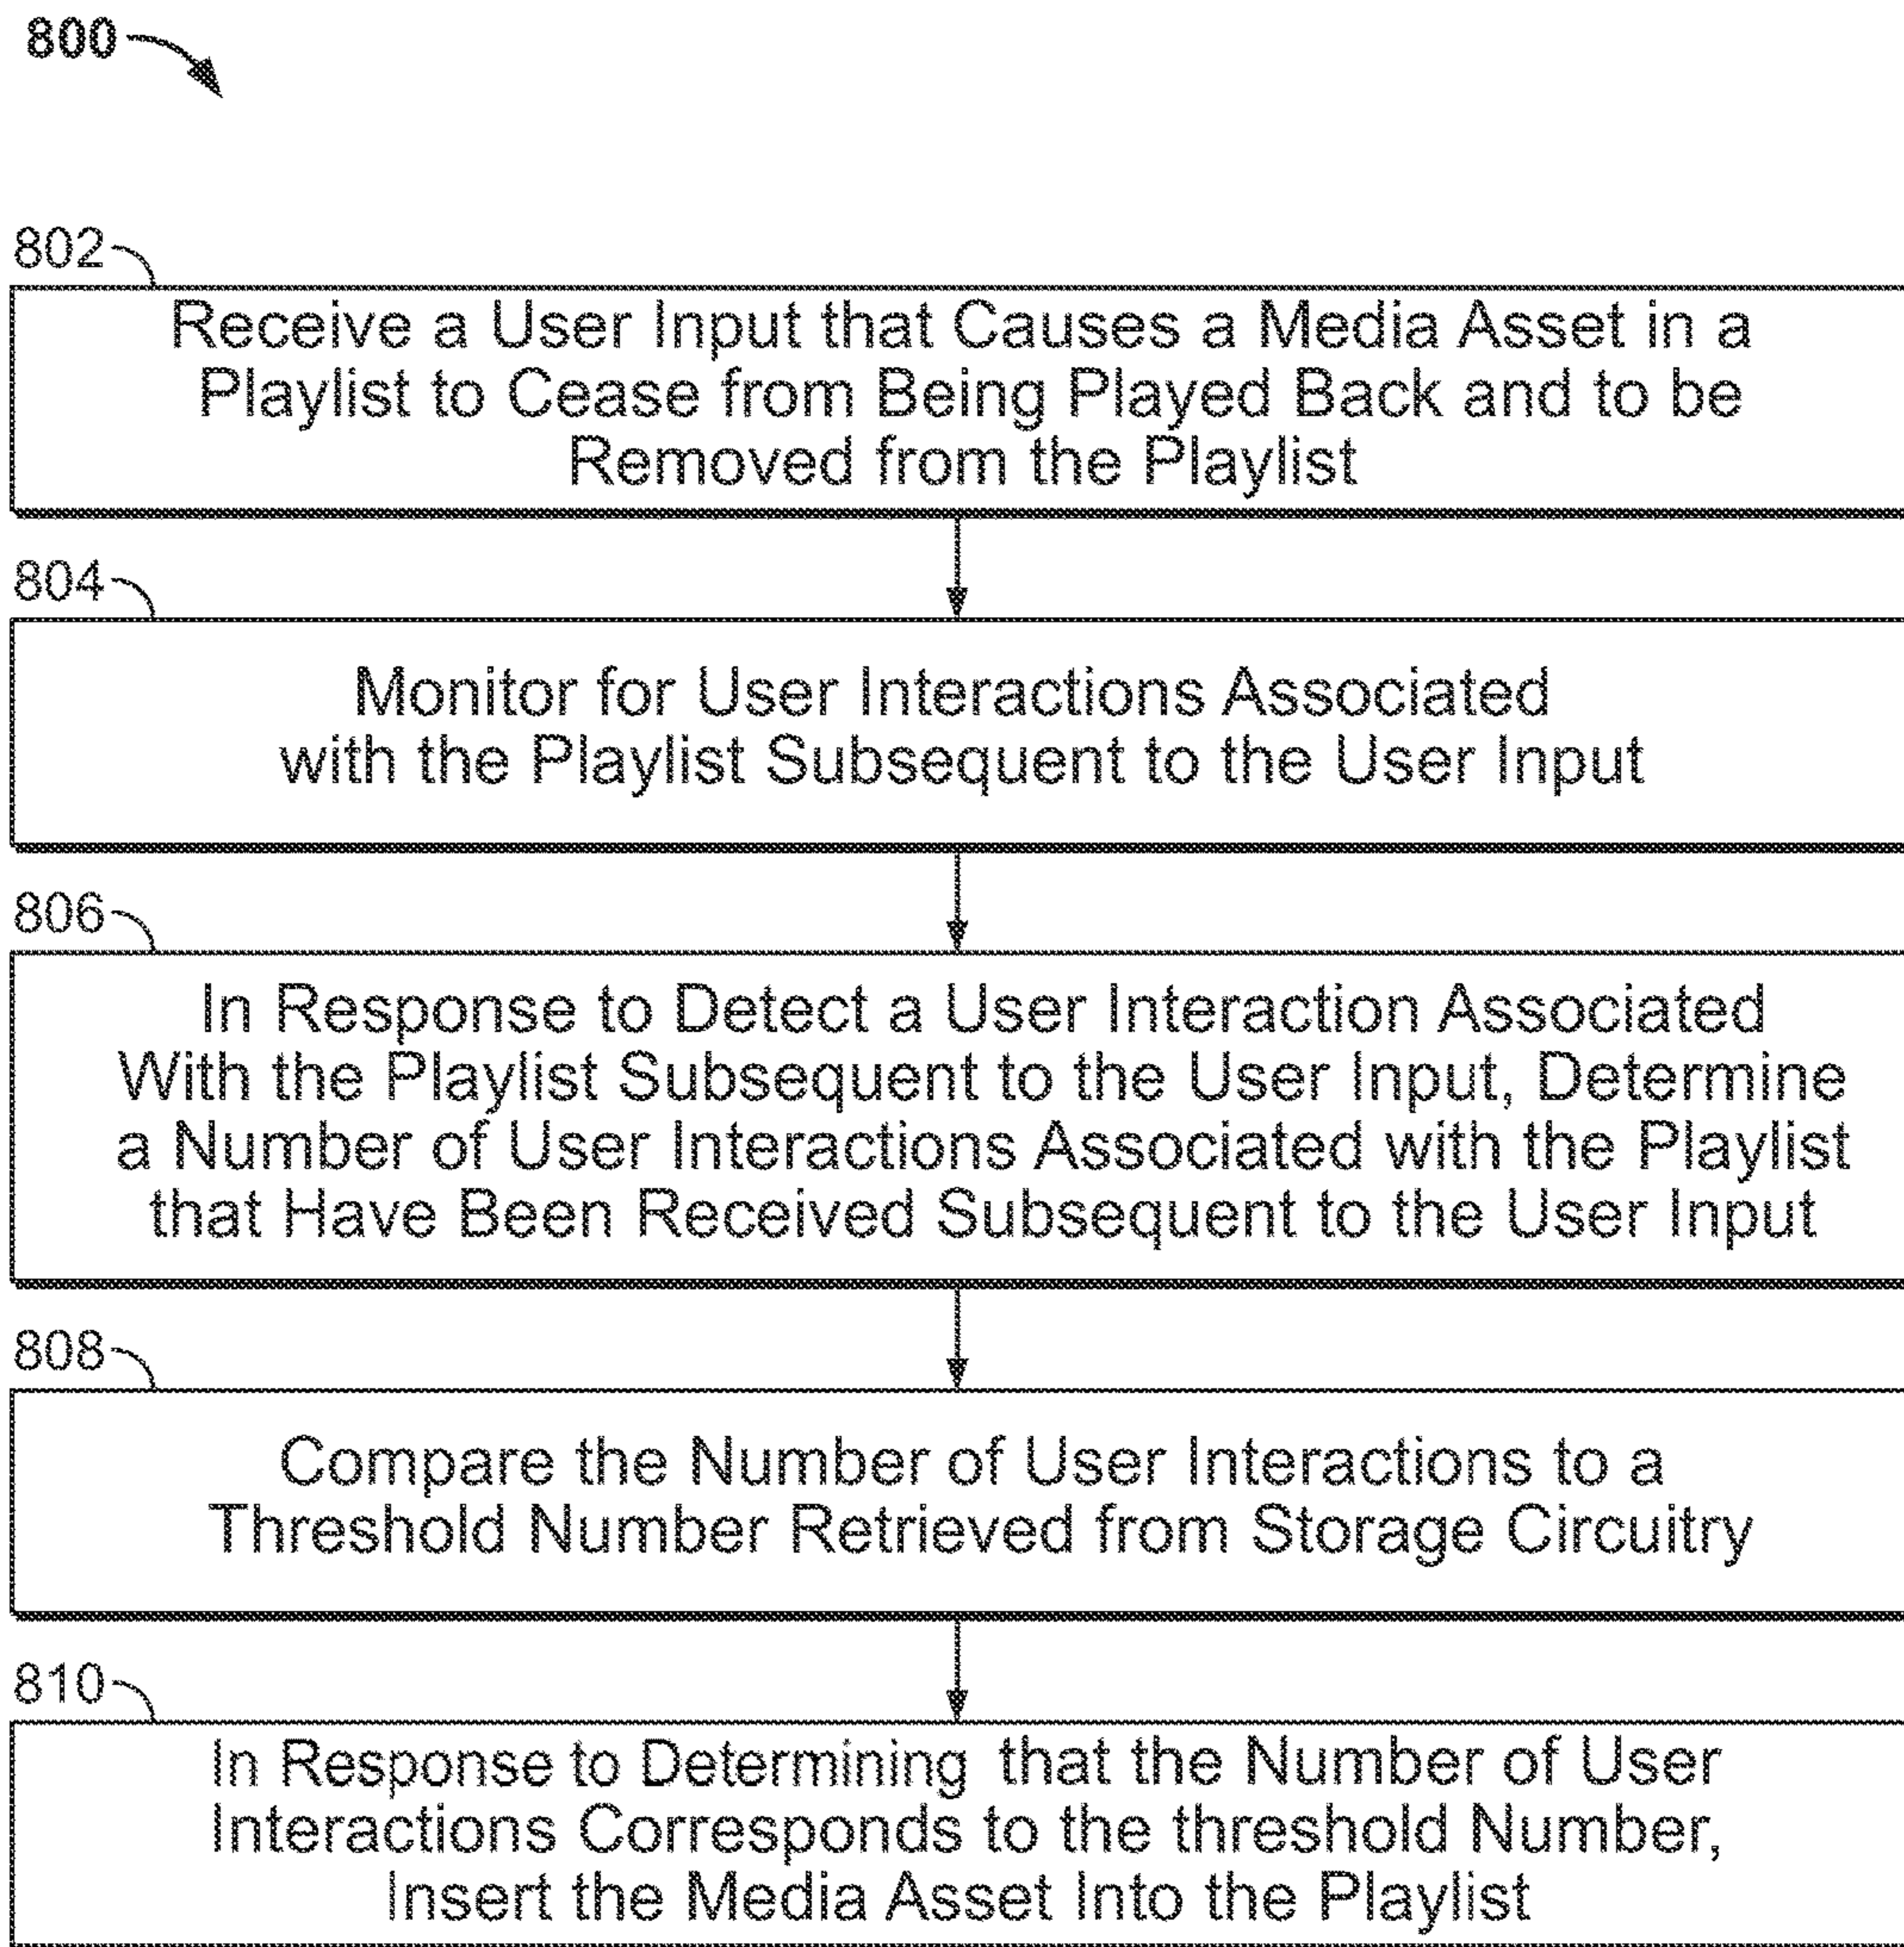 800
802
Receive a User Input that Causes a Media Asset in a
Playlist to Cease from Being Played Back and to be
Removed from the Playlist
804
Monitor for User Interactions Associated
with the Playlist Subsequent to the User Input
806
In Response to Detect a User Interaction Associated
With the Playlist Subsequent to the User Input, Determine
a Number of User Interactions Associated with the Playlist
that Have Been Received Subsequent to the User Input
808
Compare the Number of User Interactions to a
Threshold Number Retrieved from Storage Circuitry
810
In Response to Determining that the Number of User
Interactions Corresponds to the threshold Number,
Insert the Media Asset Into the Playlist